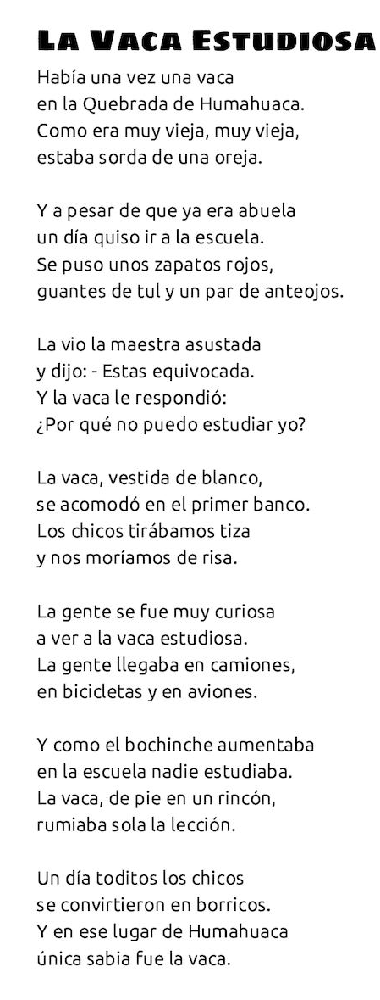 LA VACA ESTUDIOSA
Había una vez una vaca
en la Quebrada de Humahuaca.
Como era muy vieja, muy vieja,
estaba sorda de una oreja.
Y a pesar de que ya era abuela
un día quiso ir a la escuela.
Se puso unos zapatos rojos,
guantes de tul y un par de anteojos.
La vio la maestra asustada
y dijo: - Estas equivocada.
Y la vaca le respondió:
¿Por qué no puedo estudiar yo?
La vaca, vestida de blanco,
se acomodó en el primer banco.
Los chicos tirábamos tiza
y nos moríamos de risa.
La gente se fue muy curiosa
a ver a la vaca estudiosa.
La gente llegaba en camiones,
en bicicletas y en aviones.
Y como el bochinche aumentaba
en la escuela nadie estudiaba.
La vaca, de pie en un rincón,
rumiaba sola la lección.
Un día toditos los chicos
se convirtieron en borricos.
Y en ese lugar de Humahuaca
única sabia fue la vaca.